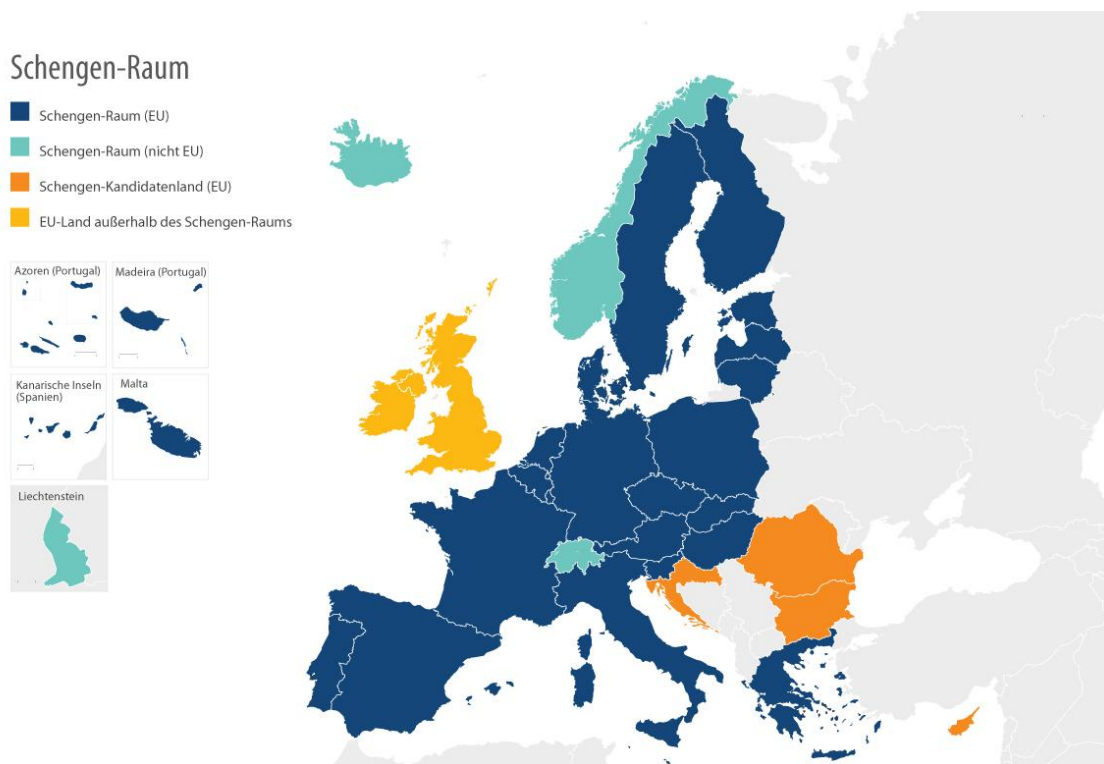 Schengen-Raum
Schengen-Raum (EU)
Schengen-Raum (nicht EU)
Schengen-Kandidatenland (EU)
EU-Land außerhalb des Schengen-Raums
Azoren (Portugal)
Madeira (Portugal)
Kanarische Inseln
(Spanien)
Malta
Liechtenstein